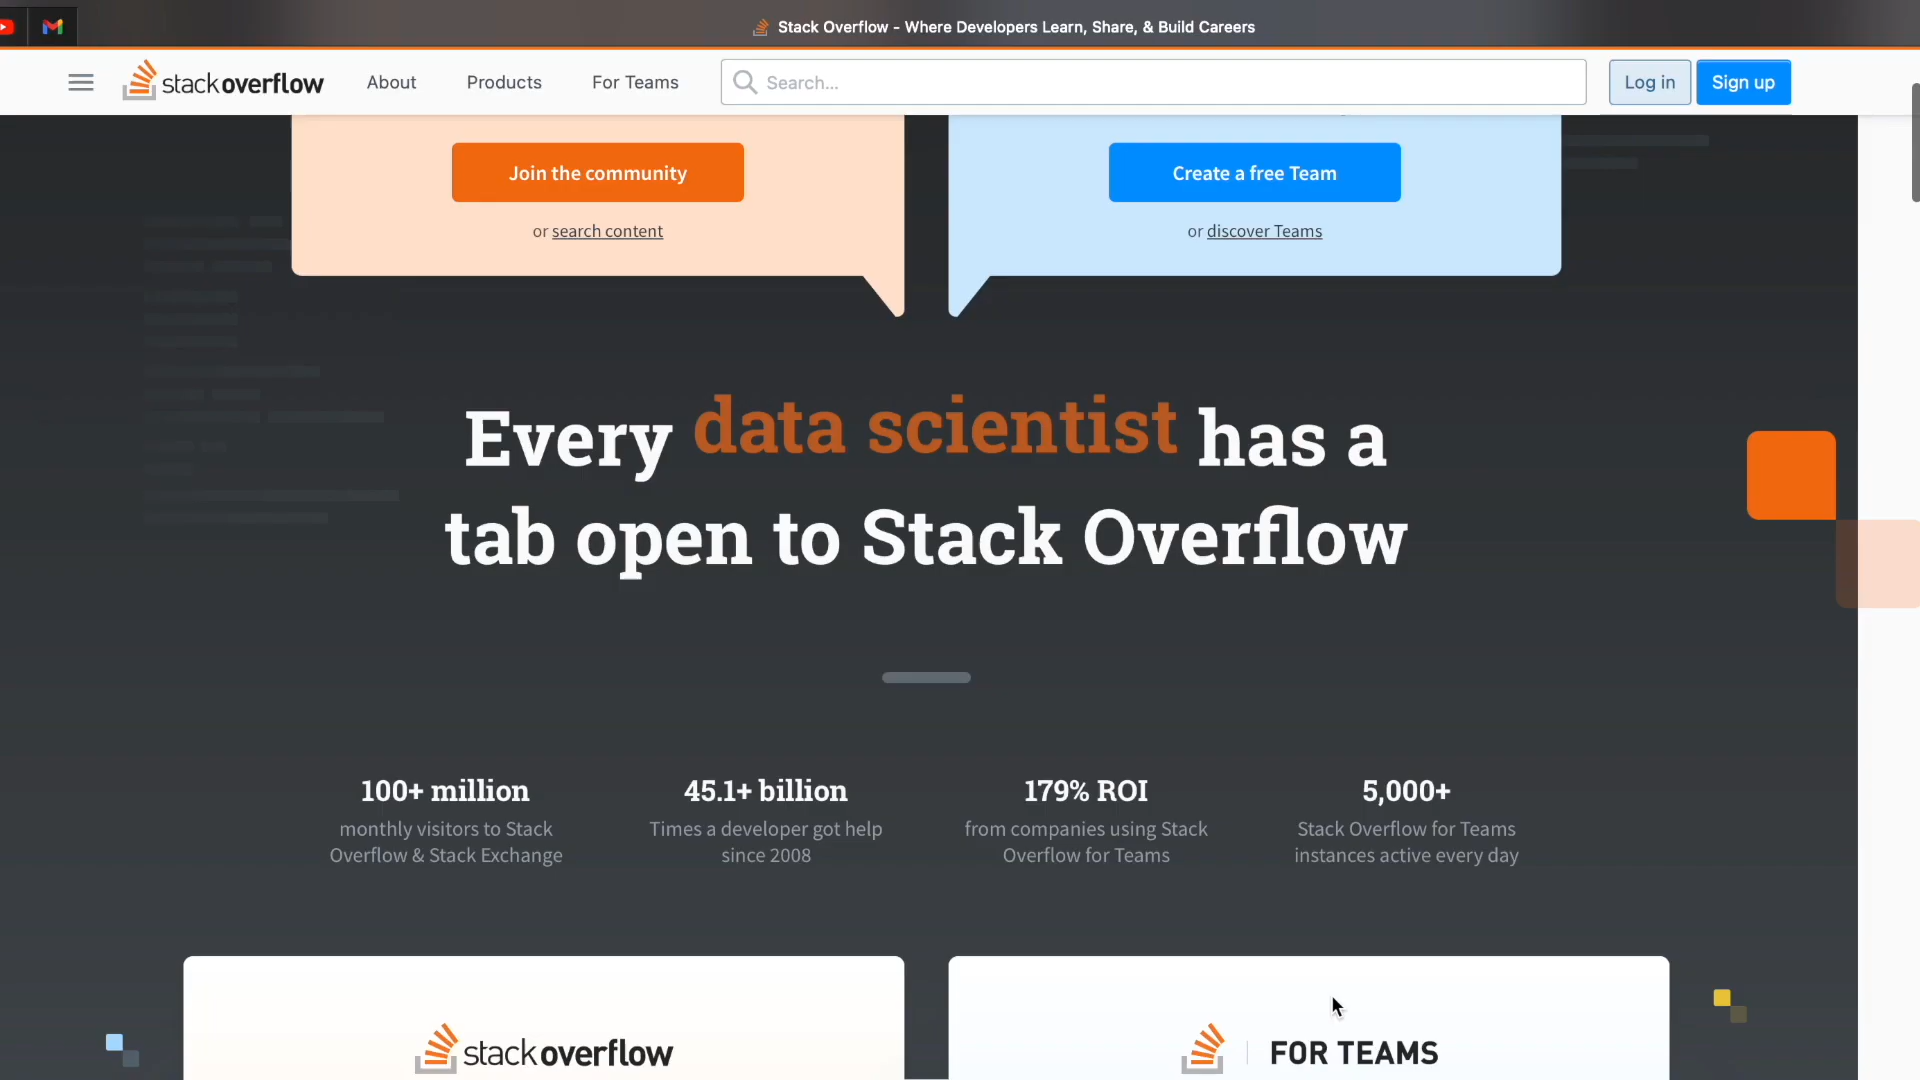 Stack Overflow - Where Developers Learn, Share, & Build Careers
stackoverflow
About
Products
For Teams
Search...
Log in
Sign up
Join the community
or search content
Create a free Team
or discover Teams
Every data scientist has a
tab open to Stack Overflow
100+ million
monthly visitors to Stack
Overflow & Stack Exchange
45.1+ billion
Times a developer got help
since 2008
179% ROI
from companies using Stack
Overflow for Teams
5,000+
Stack Overflow for Teams
instances active every day
stackoverflow
FOR TEAMS